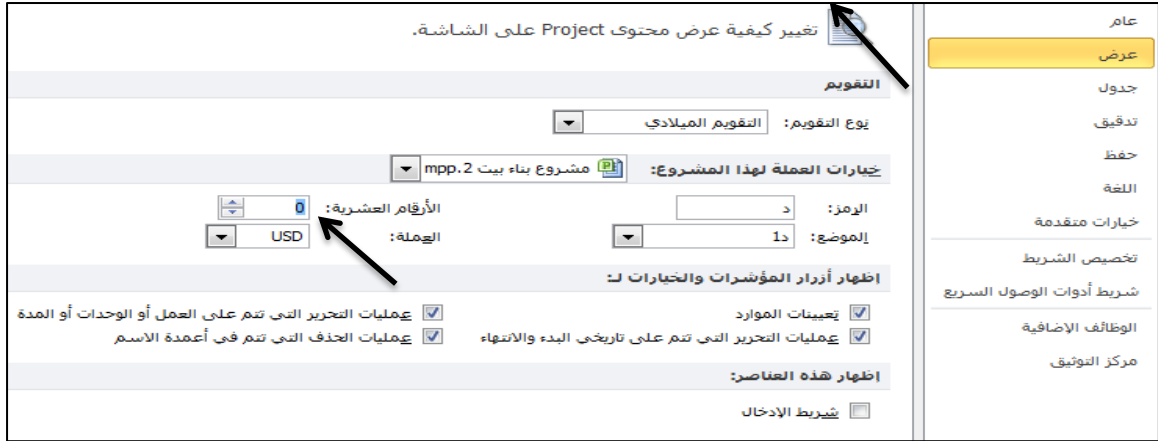 عام
عرض
جدول
تدقيق
حفظ
اللغة
خيارات متقدمة
تخصيص الشريط
شريط أدوات الوصول السريع
الوظائف الإضافية
مركز التوثيق
تغيير كيفية عرض محتوى Project على الشاشة.
التقويم
نوع التقويم: التقويم الميلادي
خيارات العملة لهذا المشروع: مشروع بناء بيت 2.mpp
الرمز: د الأرقام العشرية: 0
الموضع: د1 العملة: USD
إظهار أزرار المؤشرات والخيارات لـ:
تعيينات الموارد عمليات التحرير التي تتم على العمل أو الوحدات أو المدة
عمليات التحرير التي تتم على تاريخي البدء والانتهاء عمليات الحذف التي تتم في أعمدة الاسم
إظهار هذه العناصر:
شريط الإدخال